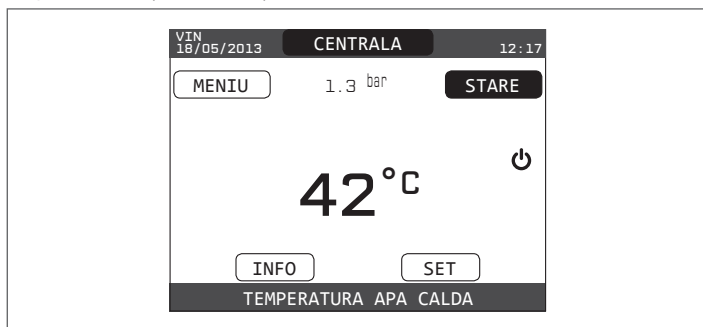 VIN
18/05/2013 CENTRALA 12:17
MENIU 1.3 bar STARE
42°C
INFO SET
TEMPERATURA APA CALDA